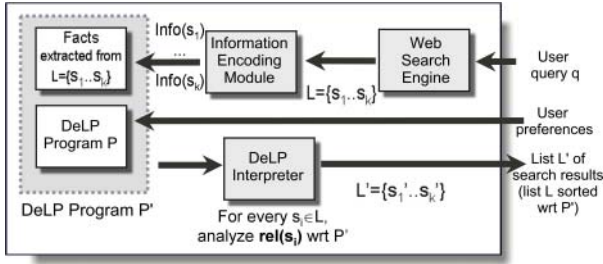 Facts
extracted from
L={s₁..sₖ}
Info(s₁)
...
Info(sₖ)
Information
Encoding
Module
L={s₁..sₖ}
Web
Search
Engine
User
query q
DeLP
Program P
User
preferences
DeLP
Interpreter
L'={s₁'..sₖ'}
List L' of
search results
(list L sorted
wrt P')
DeLP Program P'
For every sᵢ∈L,
analyze rel(sᵢ) wrt P'